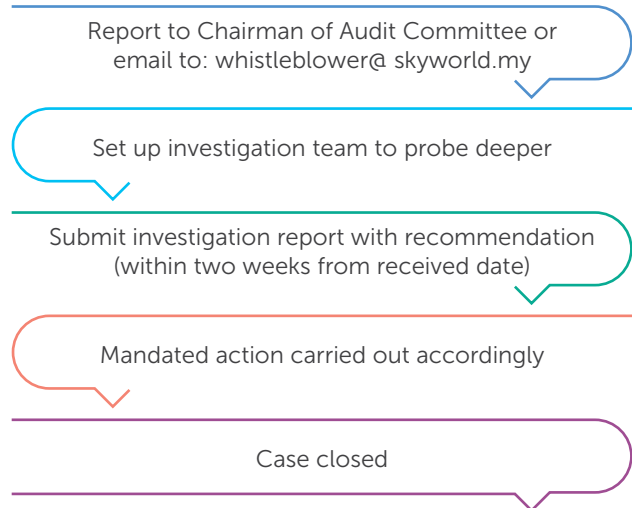 Report to Chairman of Audit Committee or
email to: whistleblower@ skyworld.my
Set up investigation team to probe deeper
Submit investigation report with recommendation
(within two weeks from received date)
Mandated action carried out accordingly
Case closed